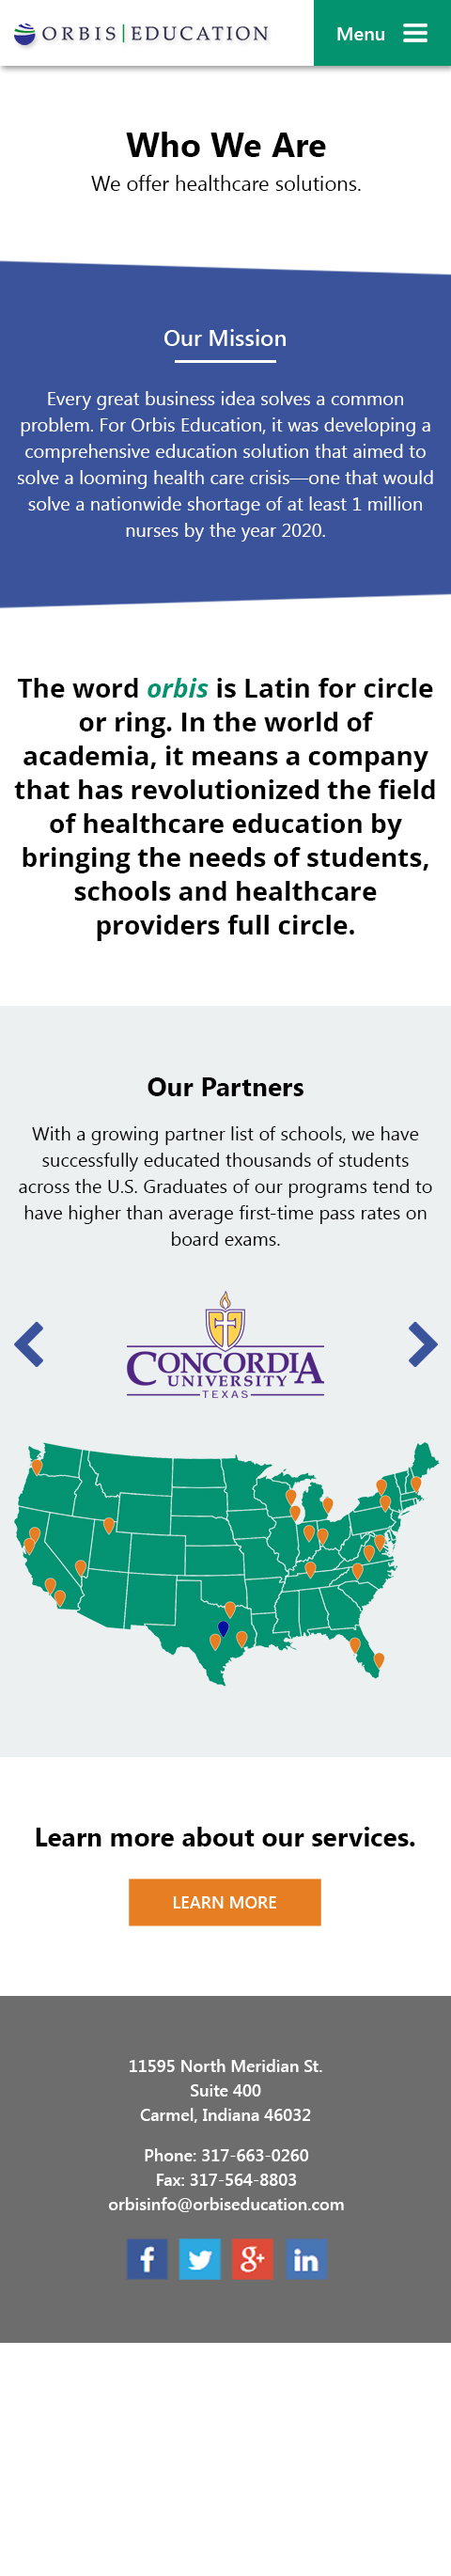 ORBIS|EDUCATION
Menu
Who We Are
We offer healthcare solutions.
Our Mission
Every great business idea solves a common
problem. For Orbis Education, it was developing a
comprehensive education solution that aimed to
solve a looming health care crisis—one that would
solve a nationwide shortage of at least 1 million
nurses by the year 2020.
The word orbis is Latin for circle
or ring. In the world of
academia, it means a company
that has revolutionized the field
of healthcare education by
bringing the needs of students,
schools and healthcare
providers full circle.
Our Partners
With a growing partner list of schools, we have
successfully educated thousands of students
across the U.S. Graduates of our programs tend to
have higher than average first-time pass rates on
board exams.
CONCORDIA
UNIVERSITY
TEXAS
Learn more about our services.
LEARN MORE
11595 North Meridian St.
Suite 400
Carmel, Indiana 46032
Phone: 317-663-0260
Fax: 317-564-8803
orbisinfo@orbiseducation.com
f g+ in